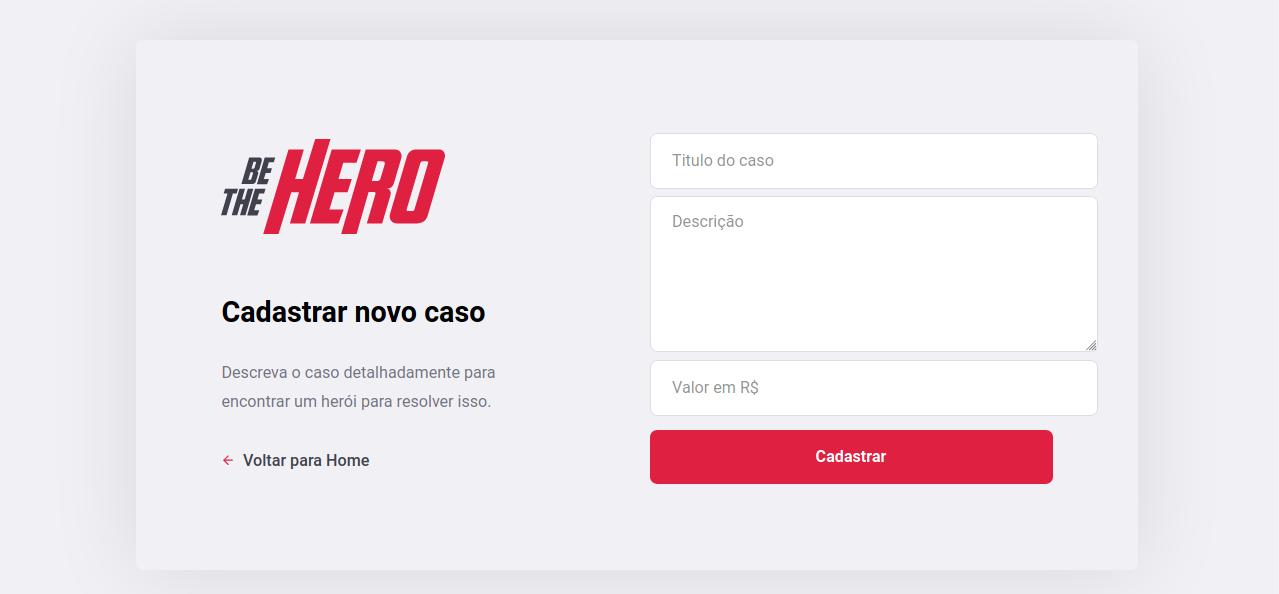 BE
THE
HERO
Cadastrar novo caso
Descreva o caso detalhadamente para
encontrar um herói para resolver isso.
Voltar para Home
Titulo do caso
Descrição
Valor em R$
Cadastrar